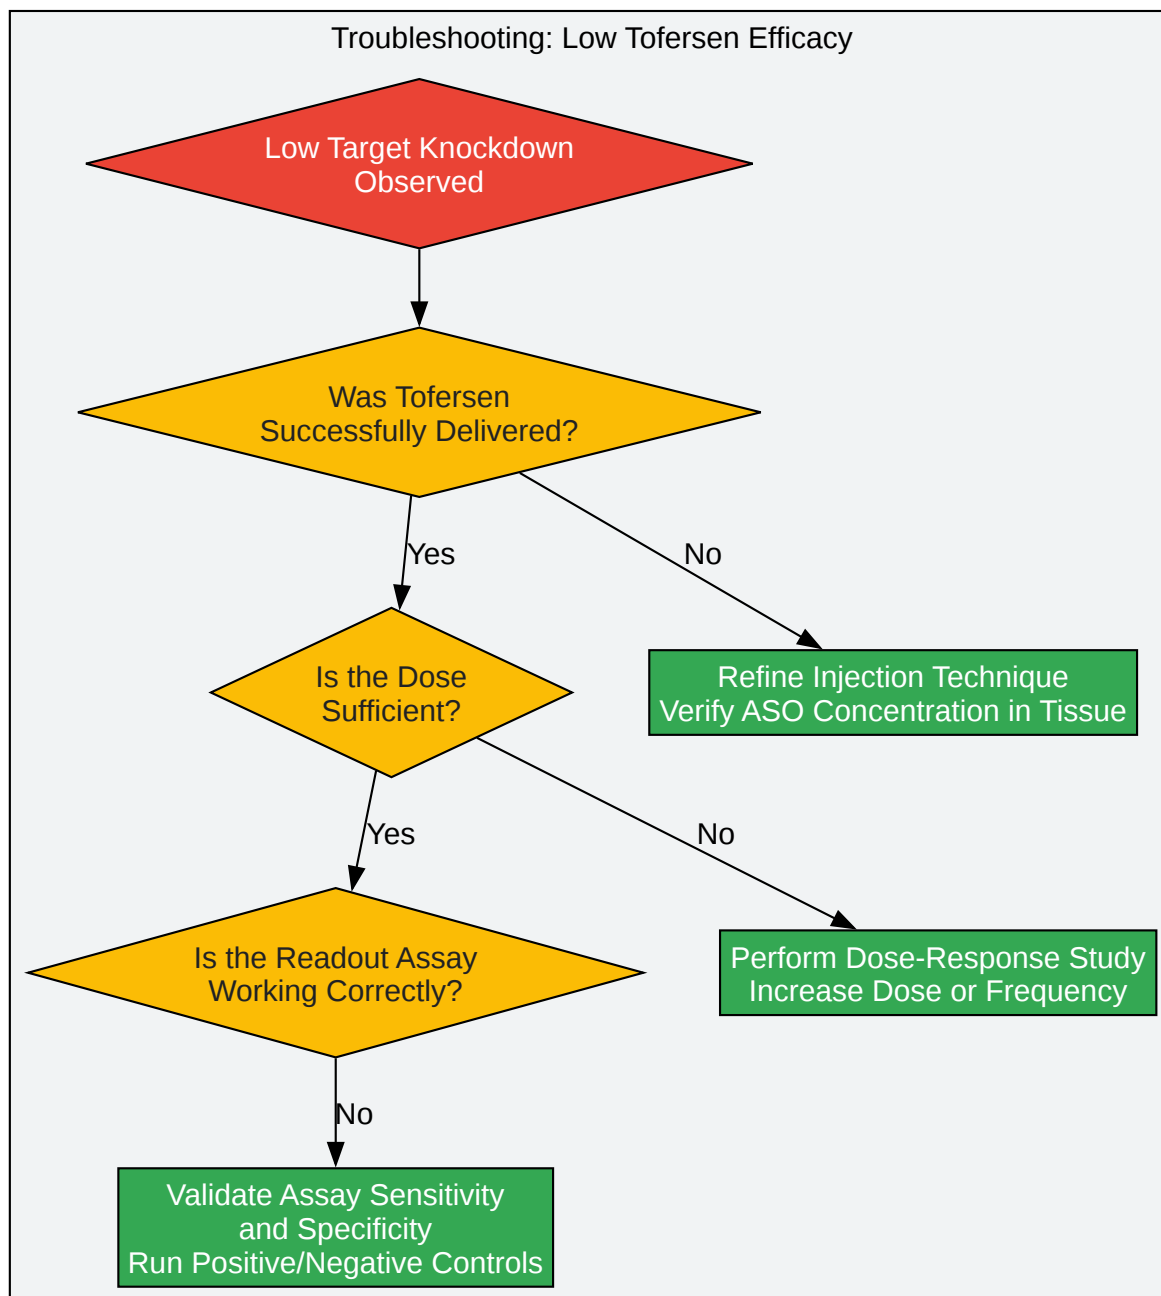 Troubleshooting: Low Tofersen Efficacy
Low Target Knockdown
Observed
Was Tofersen
Successfully Delivered?
Yes
No
Is the Dose
Sufficient?
Refine Injection Technique
Verify ASO Concentration in Tissue
Yes
No
Is the Readout Assay
Working Correctly?
Perform Dose-Response Study
Increase Dose or Frequency
No
Validate Assay Sensitivity
and Specificity
Run Positive/Negative Controls